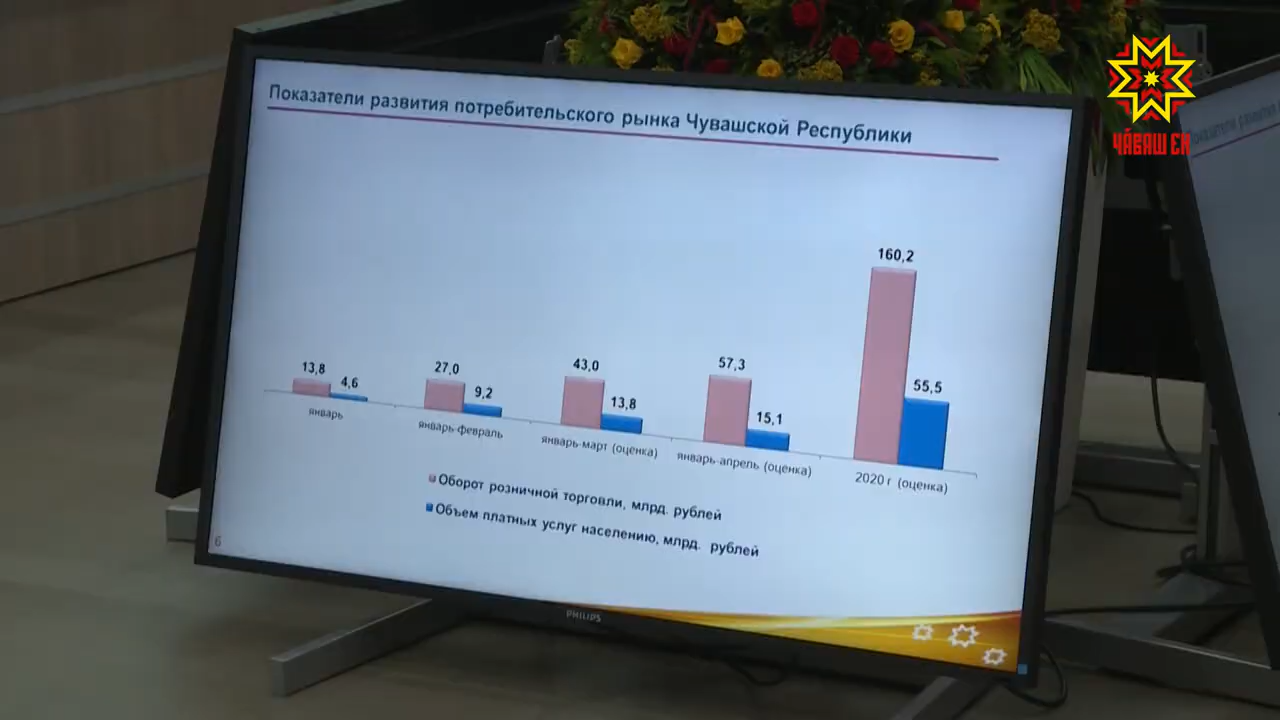 Показатели развития потребительского рынка Чувашской Республики
ЧӐВАШ ЕН
160,2
13,8
4,6
27,0
9,2
43,0
13,8
57,3
15,1
55,5
январь
январь-февраль
январь-март (оценка)
январь-апрель (оценка)
2020 г (оценка)
Оборот розничной торговли, млрд. рублей
Объем платных услуг населению, млрд. рублей
6
PHILIPS